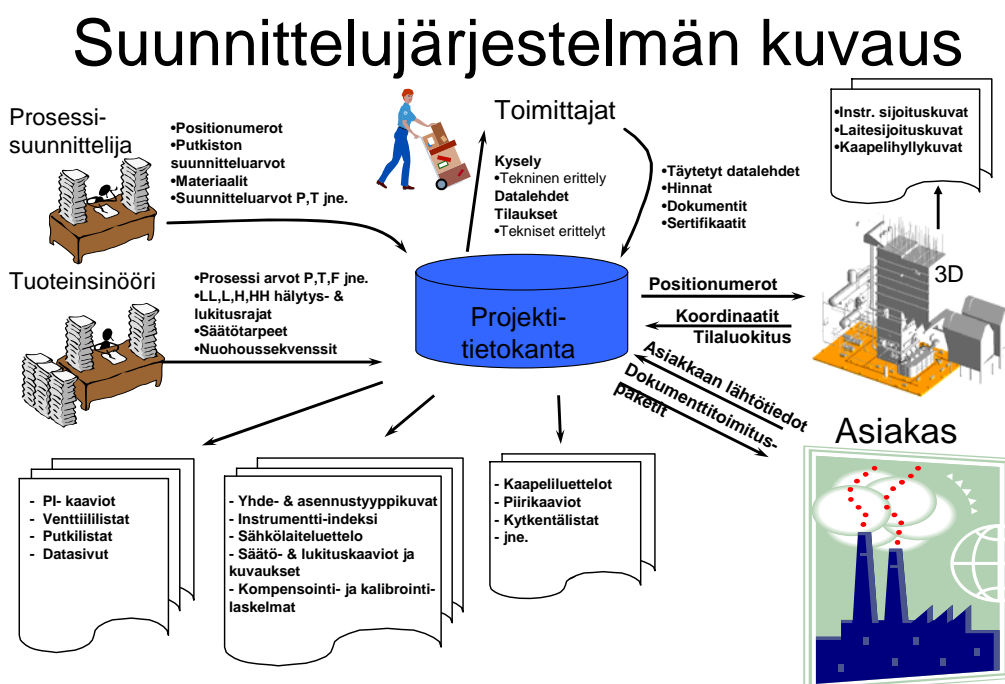 Suunnittelujärjestelmän kuvaus
Prosessi-
suunnittelija
•Positionumerot
•Putkiston
suunnitteluarvot
•Materiaalit
•Suunnitteluarvot P,T jne.
Toimittajat
Kysely
•Tekninen erittely
Datalehdet
Tilaukset
•Tekniset erittelyt
•Täytetyt datalehdet
•Hinnat
•Dokumentit
•Sertifikaatit
•Instr. sijoituskuvat
•Laitesijoituskuvat
•Kaapelihyllykuvat
Tuoteinsinööri
•Prosessi arvot P,T,F jne.
•LL,L,H,HH hälytys- &
lukitusrajat
•Säätötarpeet
•Nuohoussekvenssit
Projekti-
tietokanta
Positionumerot
Koordinaatit
Tilaluokitus
3D
Asiakkaan lähtötiedot
Dokumenttitoimitus-
paketit
Asiakas
- PI- kaaviot
- Venttiililistat
- Putkilistat
- Datasivut
- Yhde- & asennustyyppikuvat
- Instrumentti-indeksi
- Sähkölaiteluettelo
- Säätö- & lukituskaaviot ja
kuvaukset
- Kompensointi- ja kalibrointi-
laskelmat
- Kaapeliluettelot
- Piirikaaviot
- Kytkentälistat
- jne.